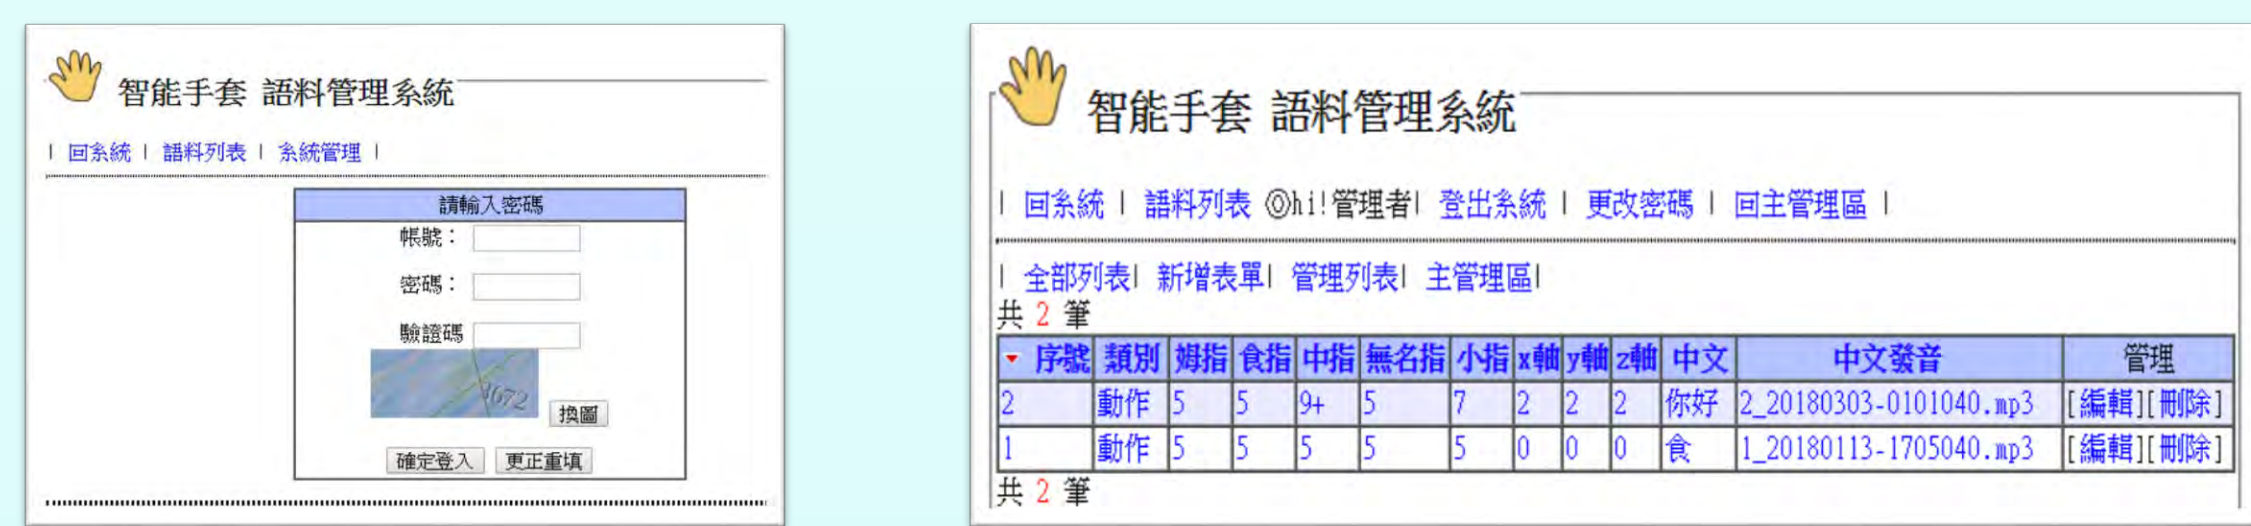 智能手套 語料管理系統
| 回系統 | 語料列表 | 系統管理 |
請輸入密碼
帳號：
密碼：
驗證碼
3672
換圖
確定登入 更正重填
智能手套 語料管理系統
| 回系統 | 語料列表 ◎hi!管理者| 登出系統 | 更改密碼 | 回主管理區 |
| 全部列表| 新增表單| 管理列表| 主管理區|
共 2 筆
序號 類別 姆指 食指 中指 無名指 小指 x軸 y軸 z軸 中文 中文發音 管理
2 動作 5 5 9+ 5 7 2 2 2 你好 2_20180303-0101040.mp3 [編輯][刪除]
1 動作 5 5 5 5 5 0 0 0 食 1_20180113-1705040.mp3 [編輯][刪除]
共 2 筆